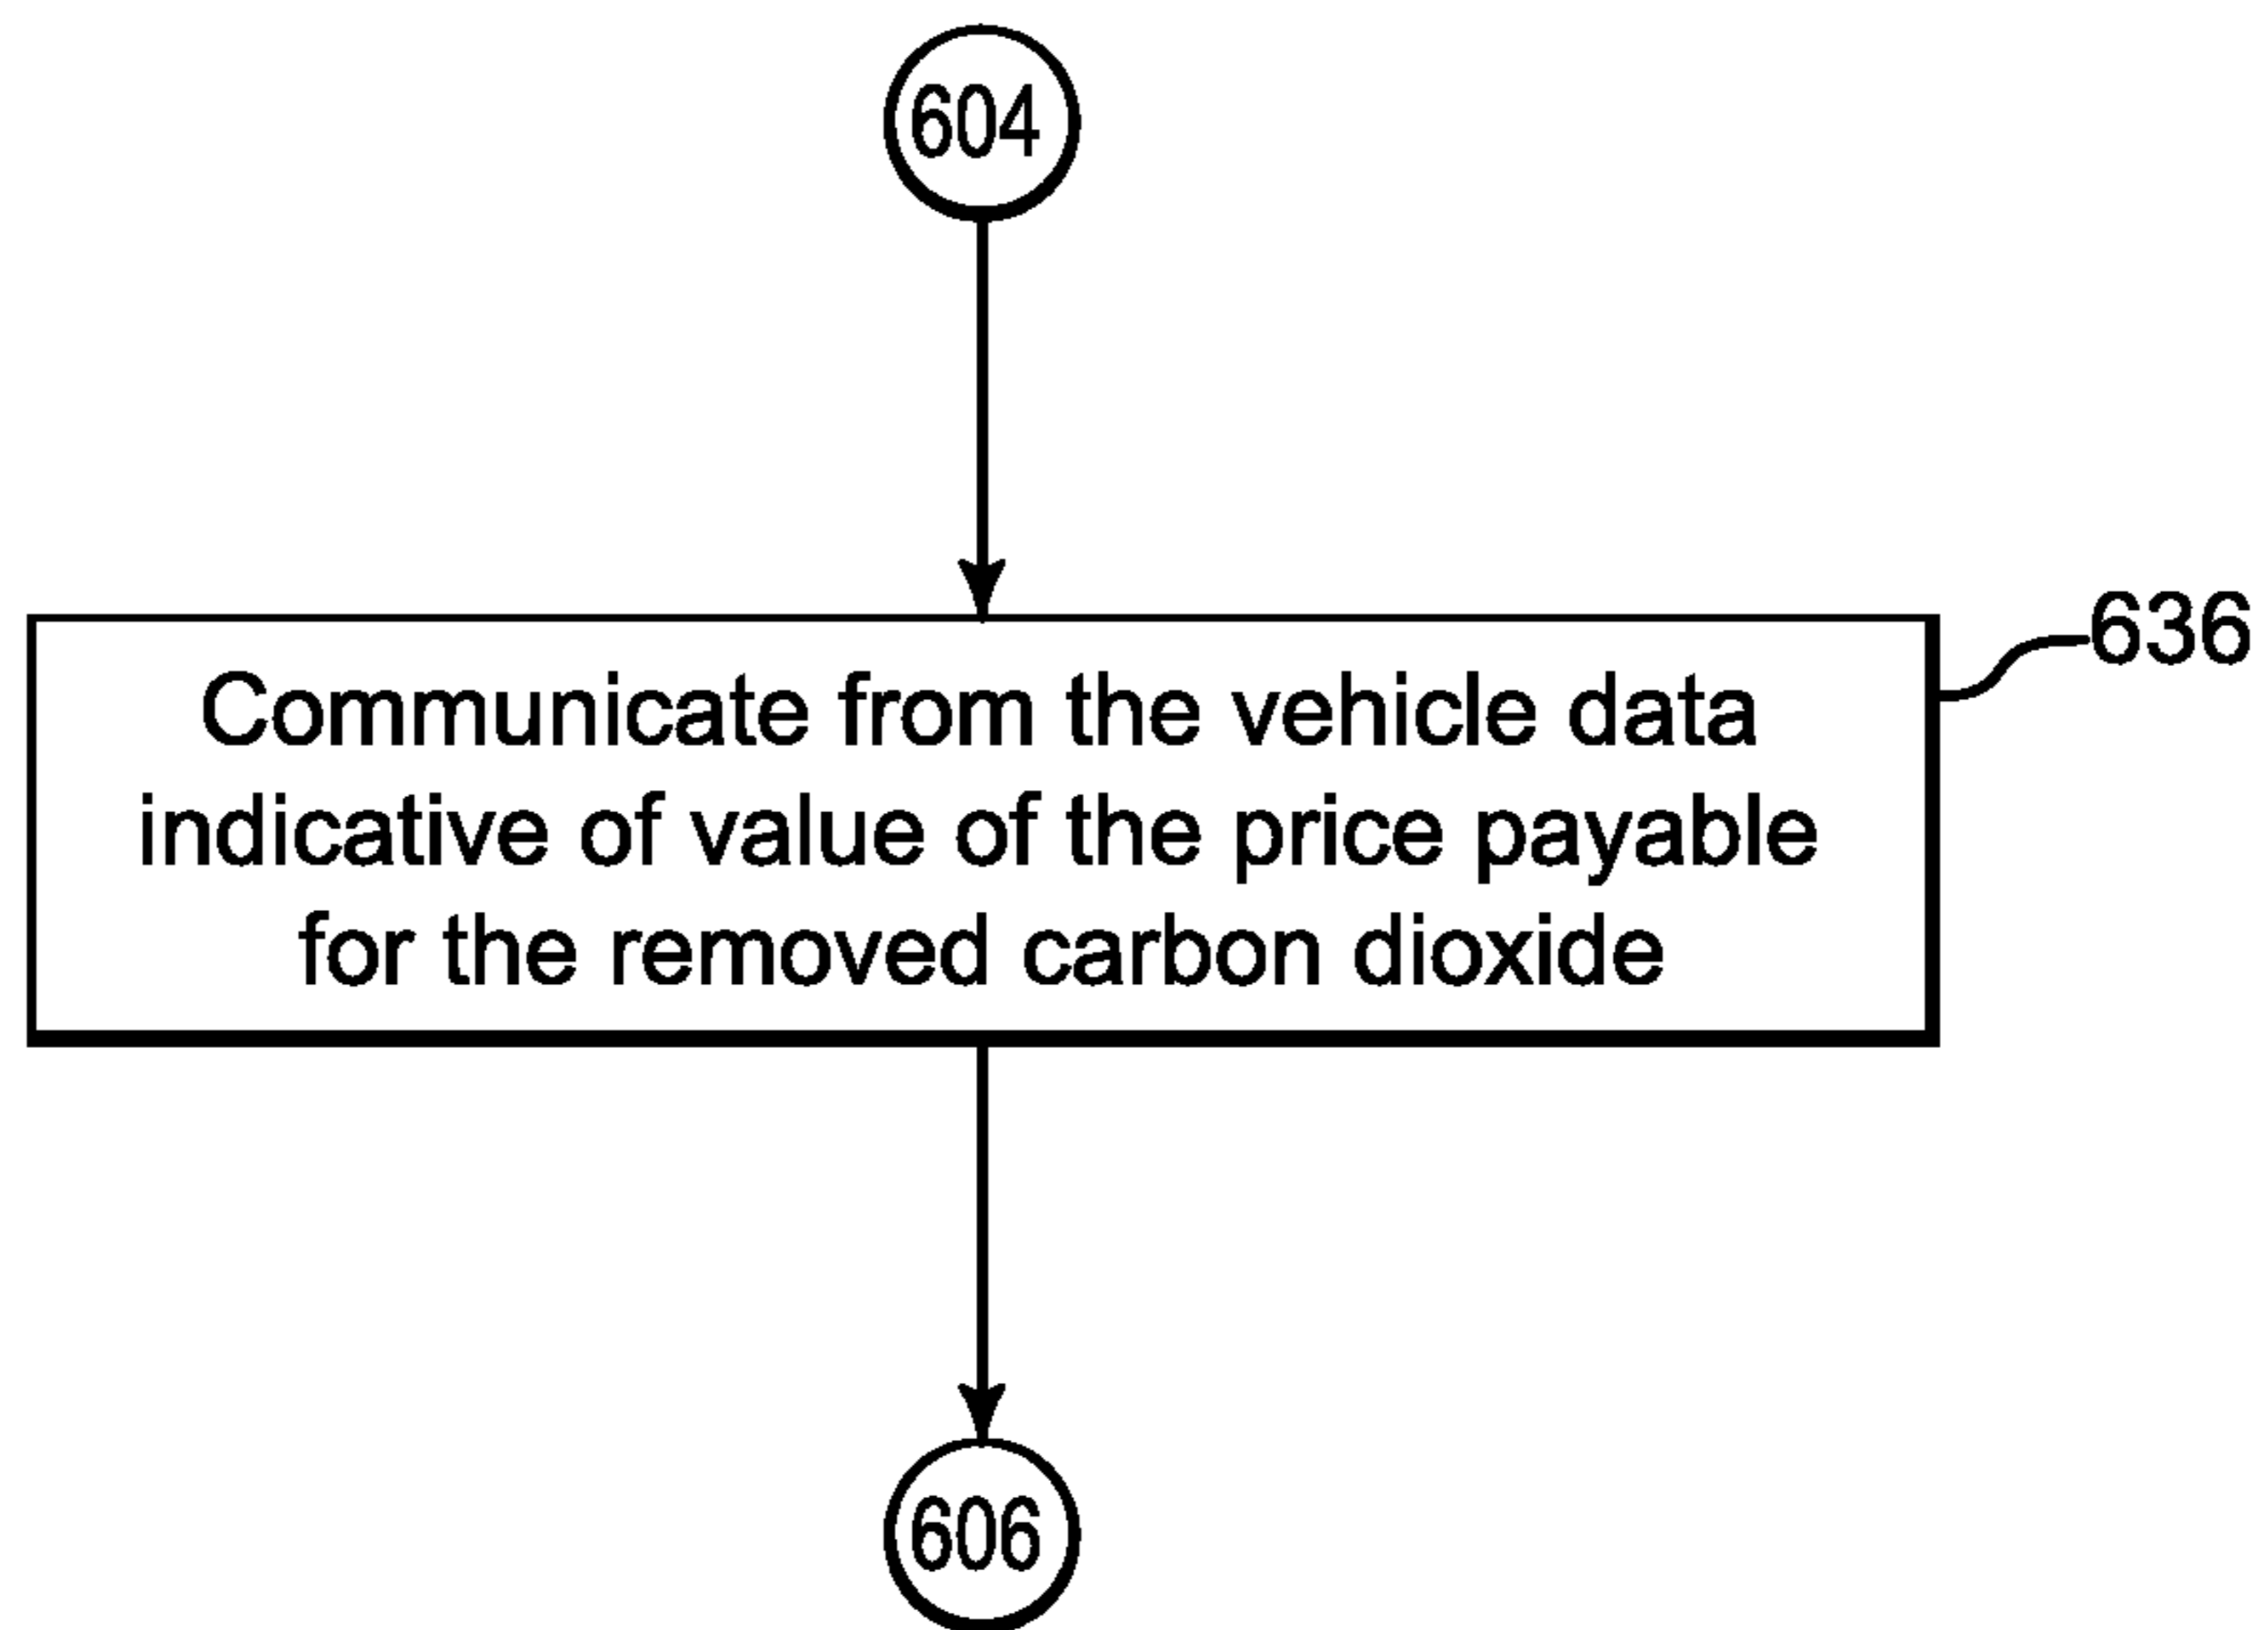 604
636
Communicate from the vehicle data
indicative of value of the price payable
for the removed carbon dioxide
606